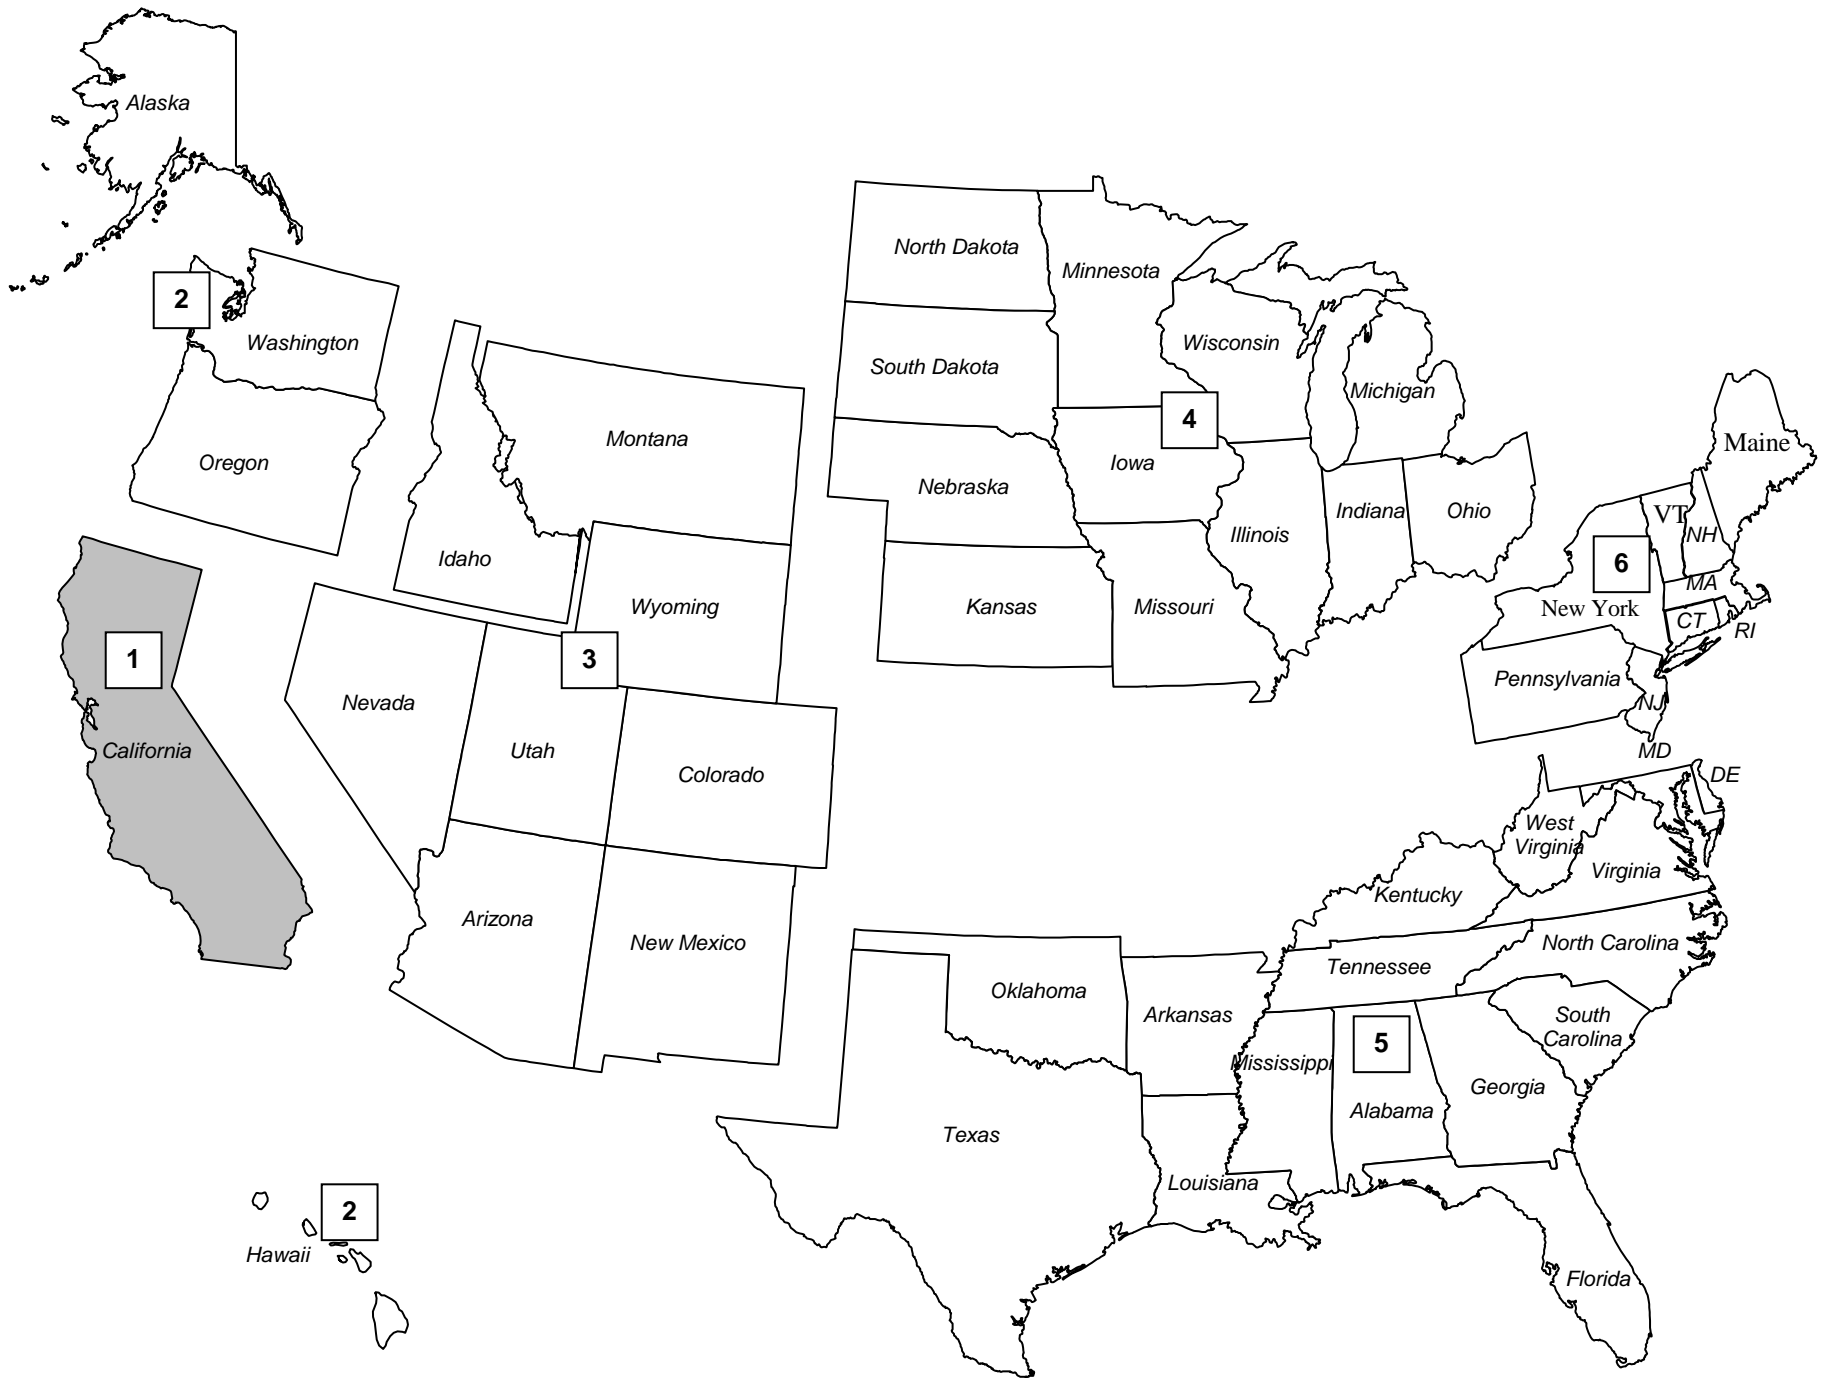 Alaska
2
Washington
Oregon
1
California
2
Hawaii
Montana
Idaho
Wyoming
3
Nevada
Utah
Colorado
Arizona
New Mexico
North Dakota
Minnesota
South Dakota
Wisconsin
Michigan
4
Nebraska
Iowa
Illinois
Indiana
Ohio
Kansas
Missouri
Maine
VT
NH
6
MA
New York
CT
RI
Pennsylvania
NJ
MD
DE
West
Virginia
Virginia
Kentucky
North Carolina
Tennessee
Oklahoma
Arkansas
South
Carolina
5
Mississippi
Georgia
Alabama
Texas
Louisiana
Florida